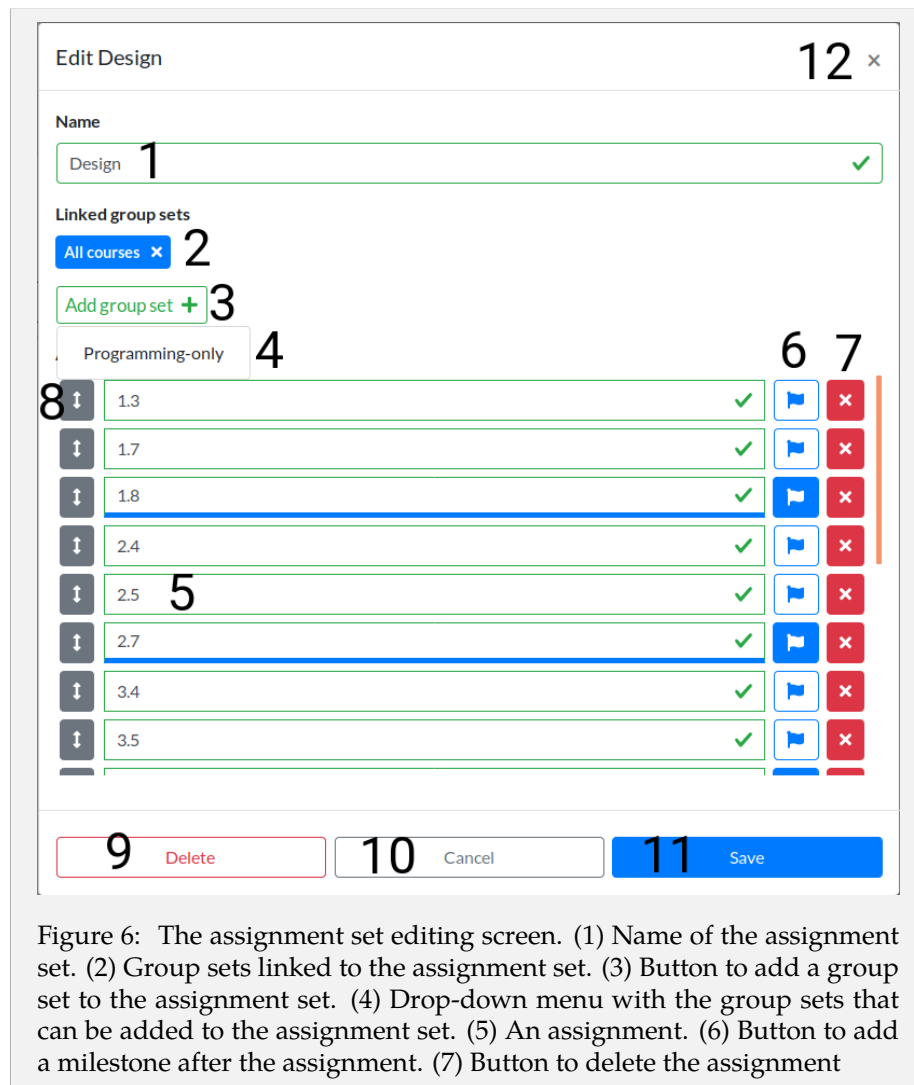 Edit Design 12 ×
Name
Design 1
Linked group sets
All courses × 2
Add group set + 3
Programming-only 4 6 7
8 1.3
1.7
1.8
2.4
2.5 5
2.7
3.4
3.5
9 Delete 10 Cancel 11 Save
Figure 6: The assignment set editing screen. (1) Name of the assignment
set. (2) Group sets linked to the assignment set. (3) Button to add a group
set to the assignment set. (4) Drop-down menu with the group sets that
can be added to the assignment set. (5) An assignment. (6) Button to add
a milestone after the assignment. (7) Button to delete the assignment